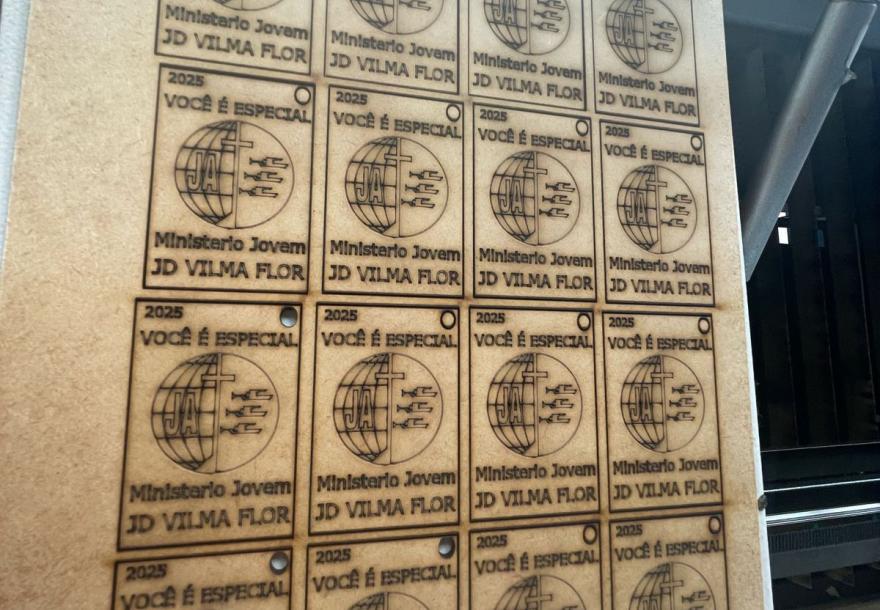 Ministerio Jovem
JD VILMA FLOR
Ministerio Jovem
JD VILMA FLOR
JA
Ministerio Jovem
JD VILMA FLOR
JA
Ministerio Jovem
JD VILMA FLOR
2025
VOCÊ É ESPECIAL
JA
Ministerio Jovem
JD VILMA FLOR
2025
VOCÊ É ESPECIAL
JA
Ministerio Jovem
JD VILMA FLOR
2025
VOCÊ É ESPECIAL
JA
Ministerio Jovem
JD VILMA FLOR
2025
VOCÊ É ESPECIAL
JA
Ministerio Jovem
JD VILMA FLOR
2025
VOCÊ É ESPECIAL
JA
Ministerio Jovem
JD VILMA FLOR
2025
VOCÊ É ESPECIAL
JA
Ministerio Jovem
JD VILMA FLOR
2025
VOCÊ É ESPECIAL
JA
Ministerio Jovem
JD VILMA FLOR
2025
VOCÊ É ESPECIAL
JA
Ministerio Jovem
JD VILMA FLOR
2025
VOCÊ É ESPECIAL
2025
VOCÊ É ESPECIAL
2025
VOCÊ É ESPECIAL
2025
VOCÊ É ESPECIAL